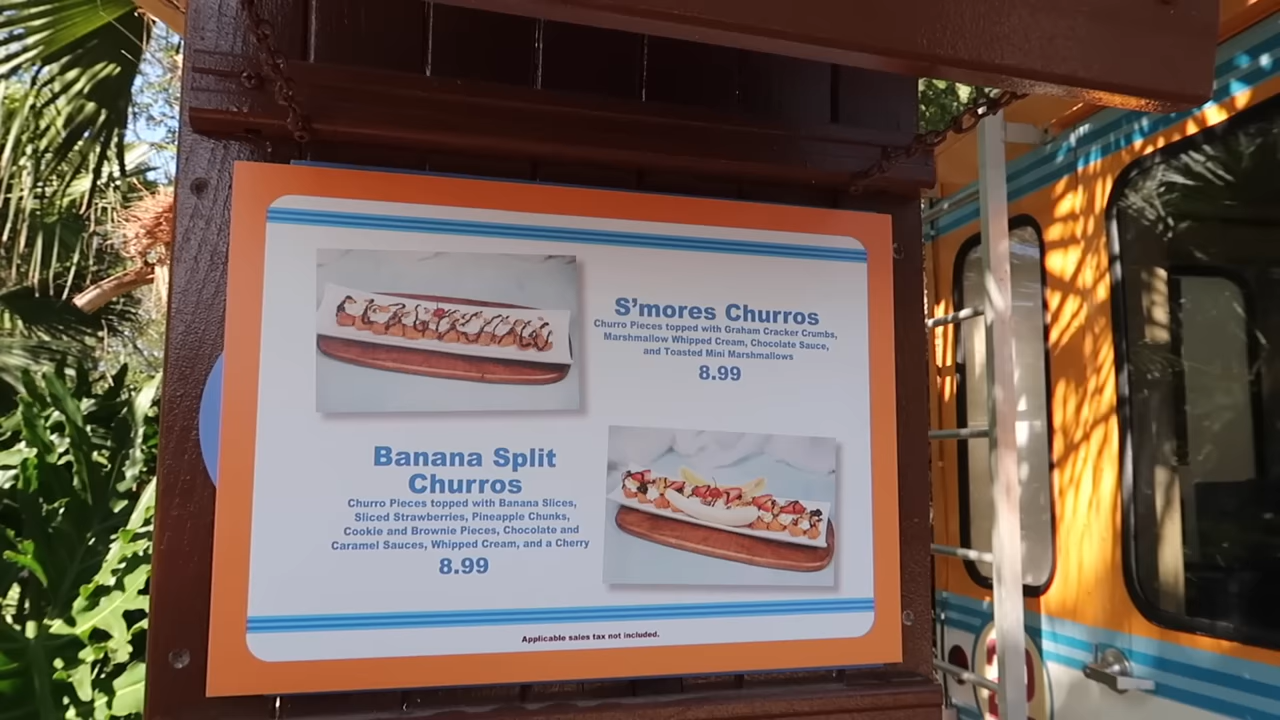 S'mores Churros
Churro Pieces topped with Graham Cracker Crumbs,
Marshmallow Whipped Cream, Chocolate Sauce,
and Toasted Mini Marshmallows
8.99
Banana Split
Churros
Churro Pieces topped with Banana Slices,
Sliced Strawberries, Pineapple Chunks,
Cookie and Brownie Pieces, Chocolate and
Caramel Sauces, Whipped Cream, and a Cherry
8.99
Applicable sales tax not included.